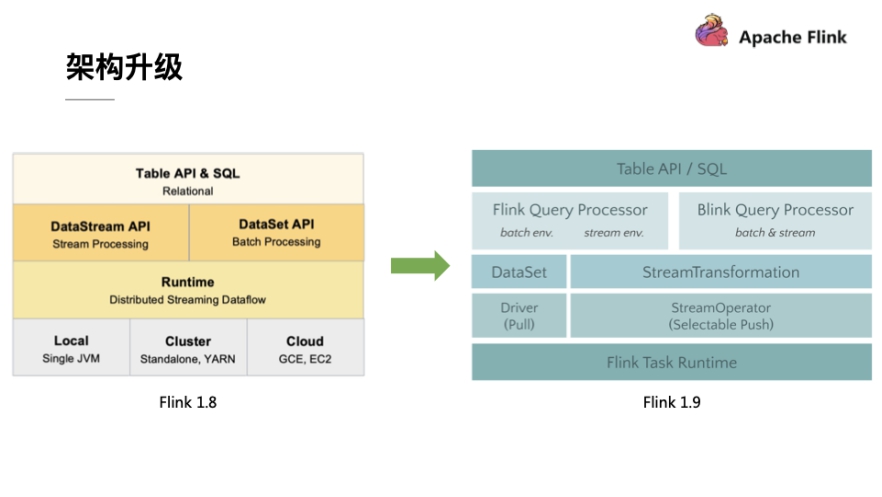 Apache Flink
架构升级
Table API & SQL
Relational
DataStream API
Stream Processing
DataSet API
Batch Processing
Runtime
Distributed Streaming Dataflow
Local
Single JVM
Cluster
Standalone, YARN
Cloud
GCE, EC2
Flink 1.8
Table API / SQL
Flink Query Processor
batch env. stream env.
Blink Query Processor
batch & stream
DataSet
StreamTransformation
Driver
(Pull)
StreamOperator
(Selectable Push)
Flink Task Runtime
Flink 1.9